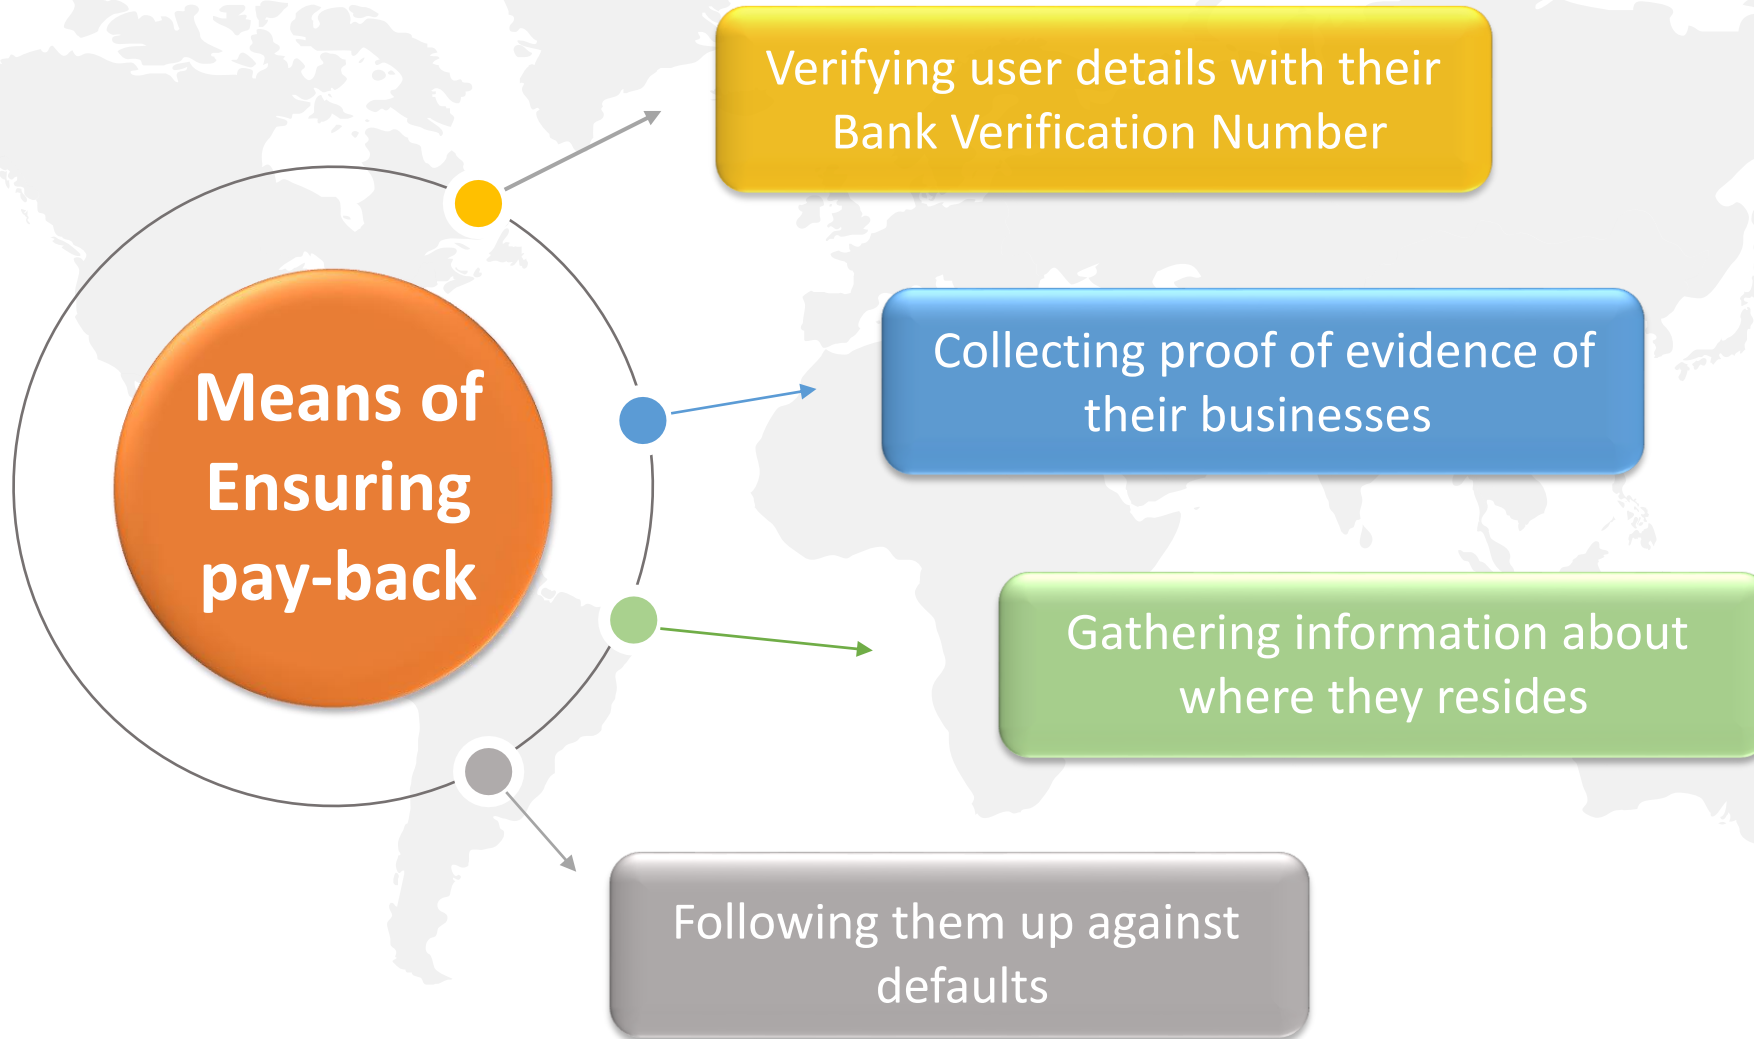 Means of
Ensuring
pay-back
Verifying user details with their
Bank Verification Number
Collecting proof of evidence of
their businesses
Gathering information about
where they resides
Following them up against
defaults